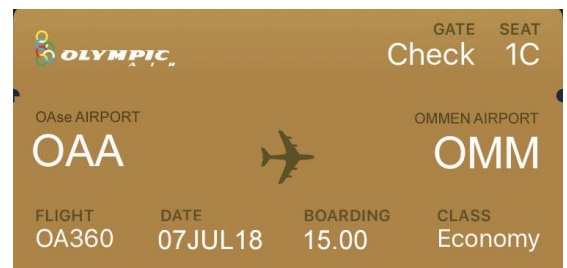 OLYMPIC
AIR
GATE SEAT
Check 1C
OAse AIRPORT
OMMEN AIRPORT
OAA
OMM
FLIGHT DATE BOARDING CLASS
OA360 07JUL18 15.00 Economy